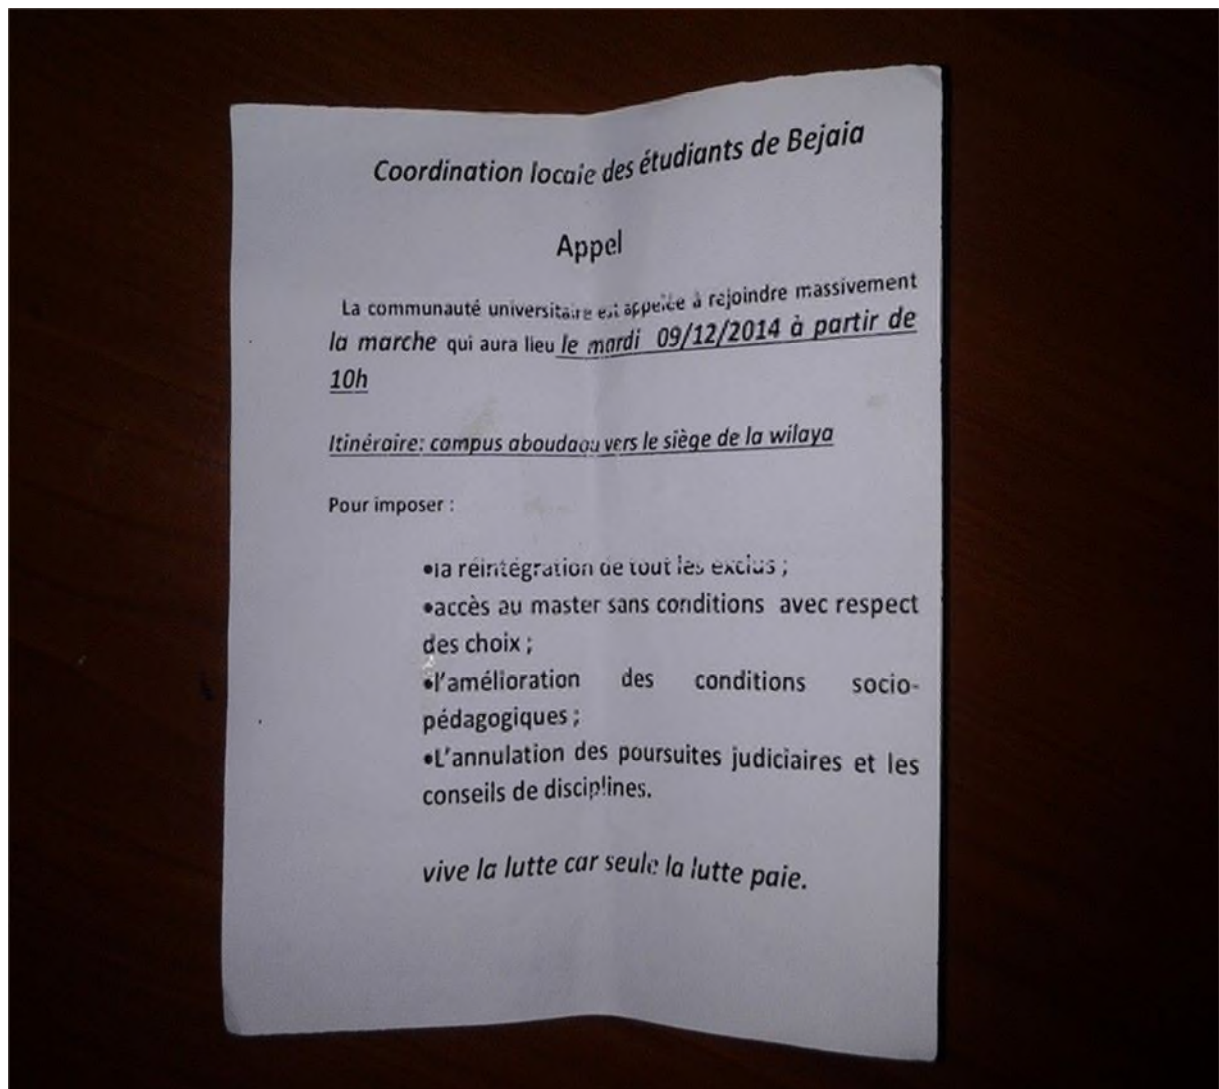 Coordination locale des étudiants de Bejaia
Appel
La communauté universitaire est appelée à rejoindre massivement
la marche qui aura lieu le mardi 09/12/2014 à partir de
10h
Itinéraire: campus aboudaou vers le siège de la wilaya
Pour imposer :
•la réintégration de tout les exclus ;
•accès au master sans conditions avec respect
des choix ;
•l'amélioration des conditions socio-
pédagogiques ;
•L'annulation des poursuites judiciaires et les
conseils de disciplines.
vive la lutte car seule la lutte paie.